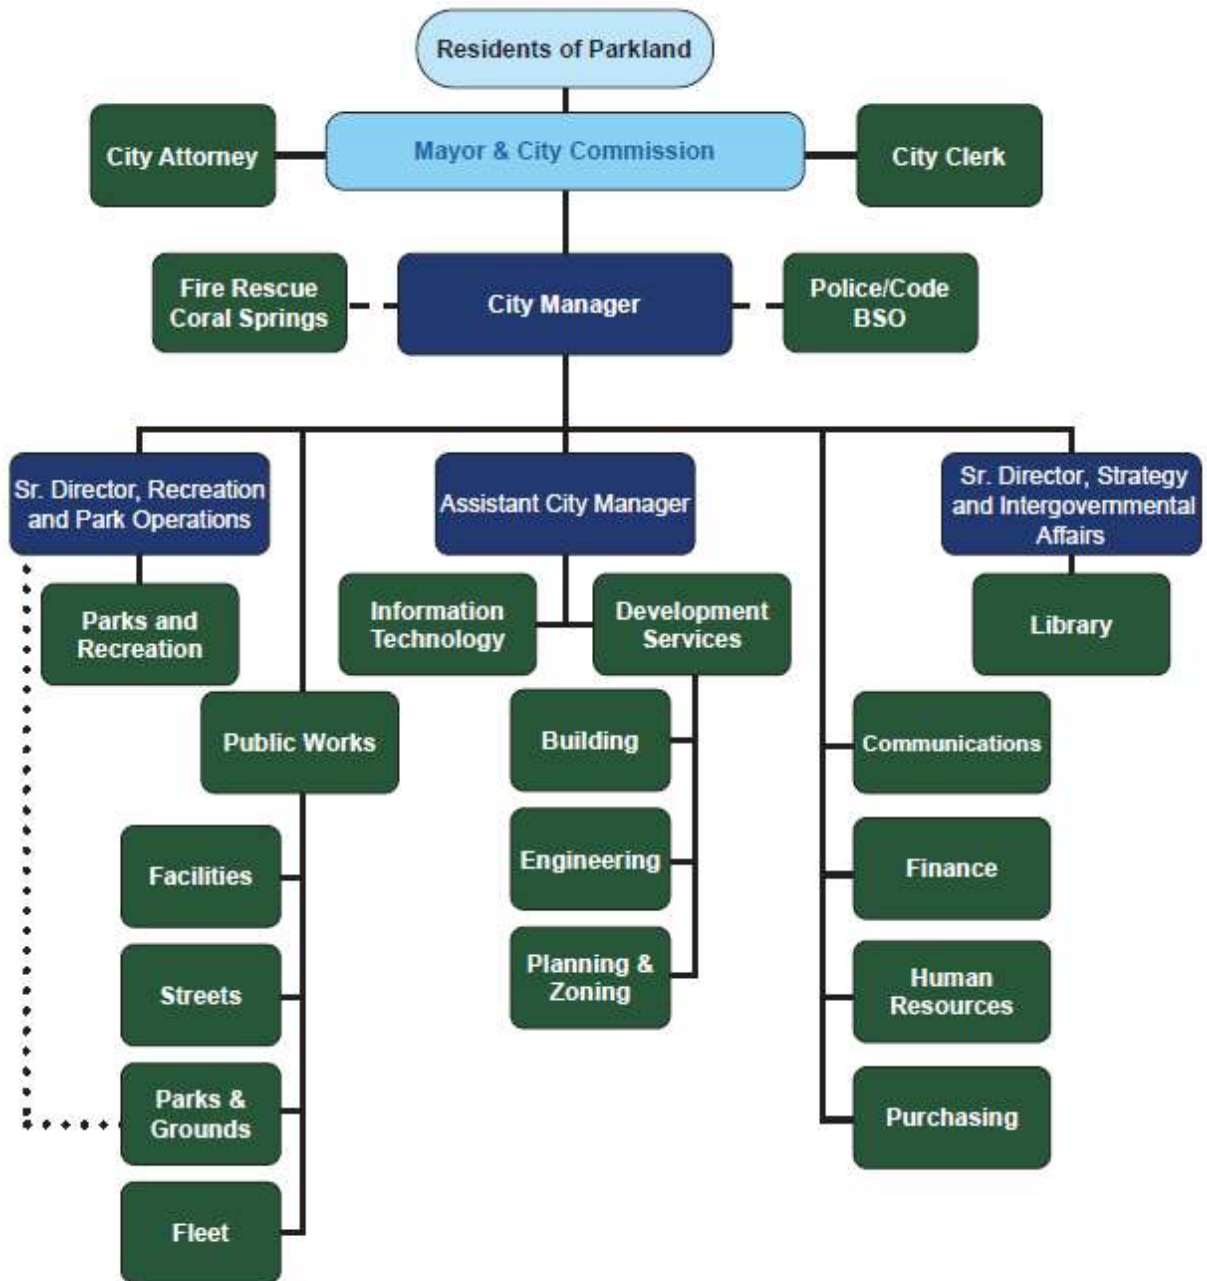 Residents of Parkland
City Attorney
Mayor & City Commission
City Clerk
Fire Rescue
Coral Springs
City Manager
Police/Code
BSO
Sr. Director, Recreation
and Park Operations
Assistant City Manager
Sr. Director, Strategy
and Intergovernmental
Affairs
Parks and
Recreation
Information
Technology
Development
Services
Library
Public Works
Building
Communications
Facilities
Engineering
Finance
Streets
Planning &
Zoning
Human
Resources
Parks &
Grounds
Purchasing
Fleet